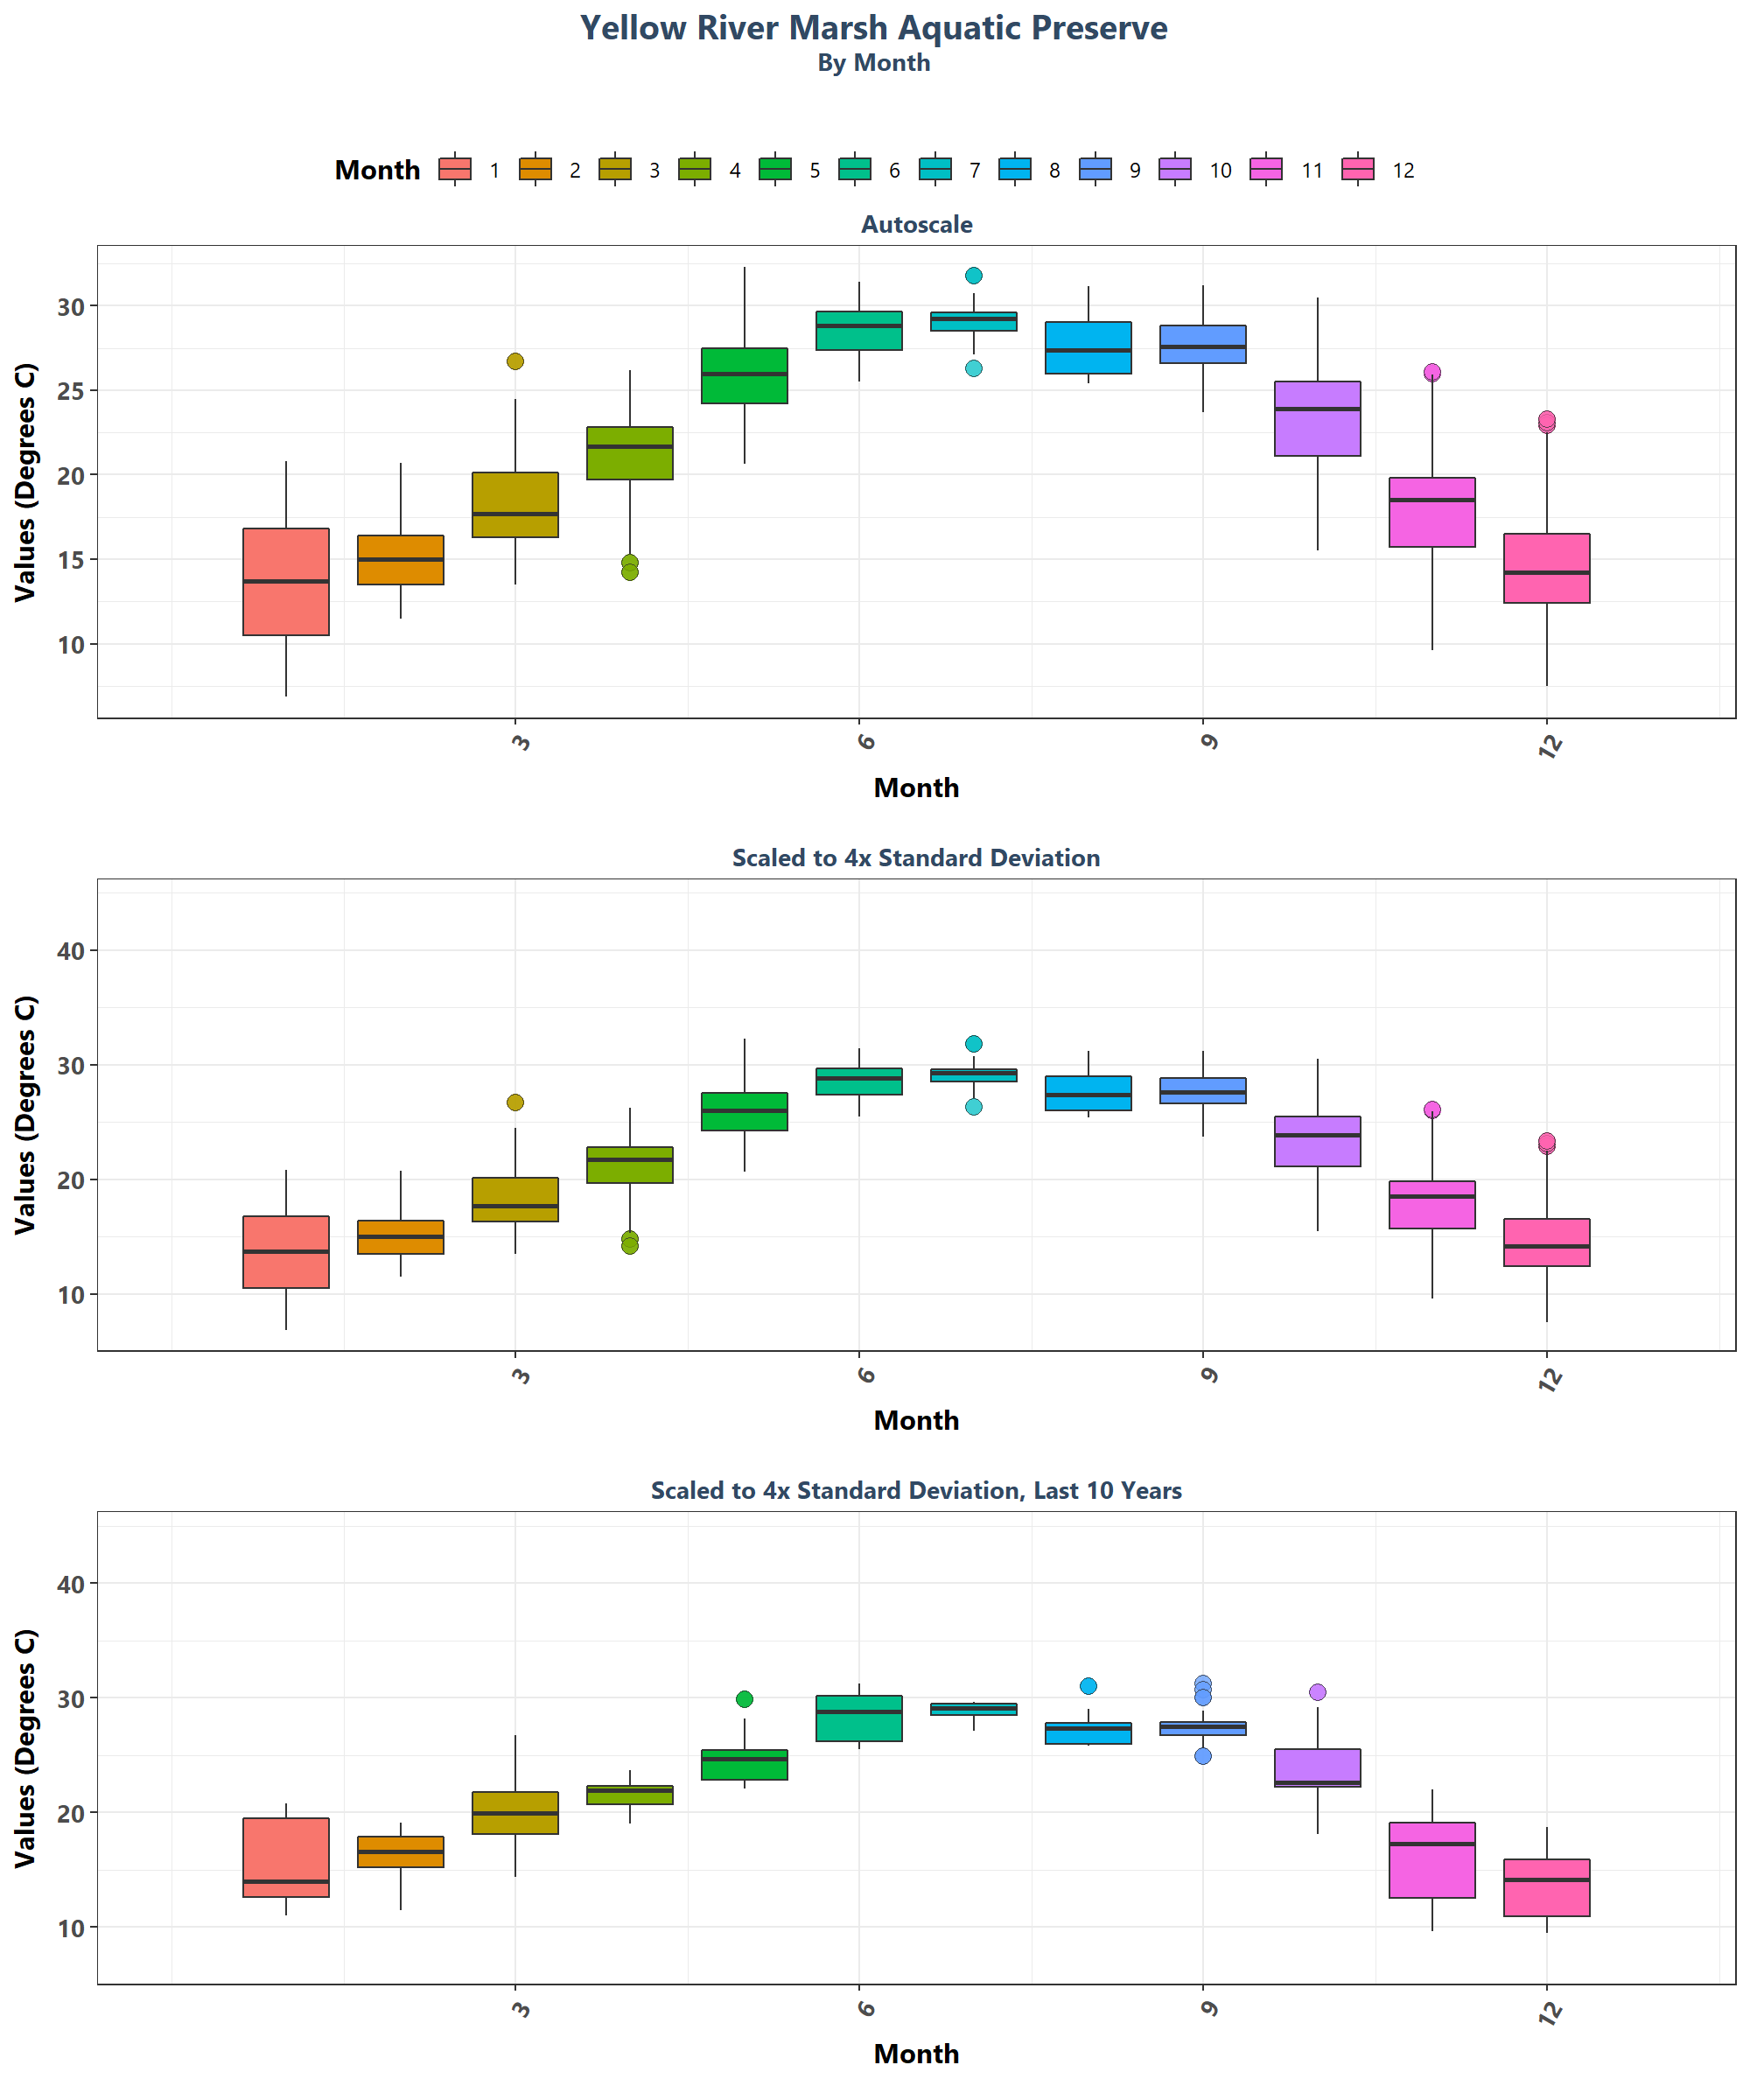 Yellow River Marsh Aquatic Preserve
By Month
Month 1 2 3 4 5 6 7 8 9 10 11 12
Autoscale
Values (Degrees C)
30
25
20
15
10
3 6 9 12
Month
Scaled to 4x Standard Deviation
Values (Degrees C)
40
30
20
10
3 6 9 12
Month
Scaled to 4x Standard Deviation, Last 10 Years
Values (Degrees C)
40
30
20
10
3 6 9 12
Month